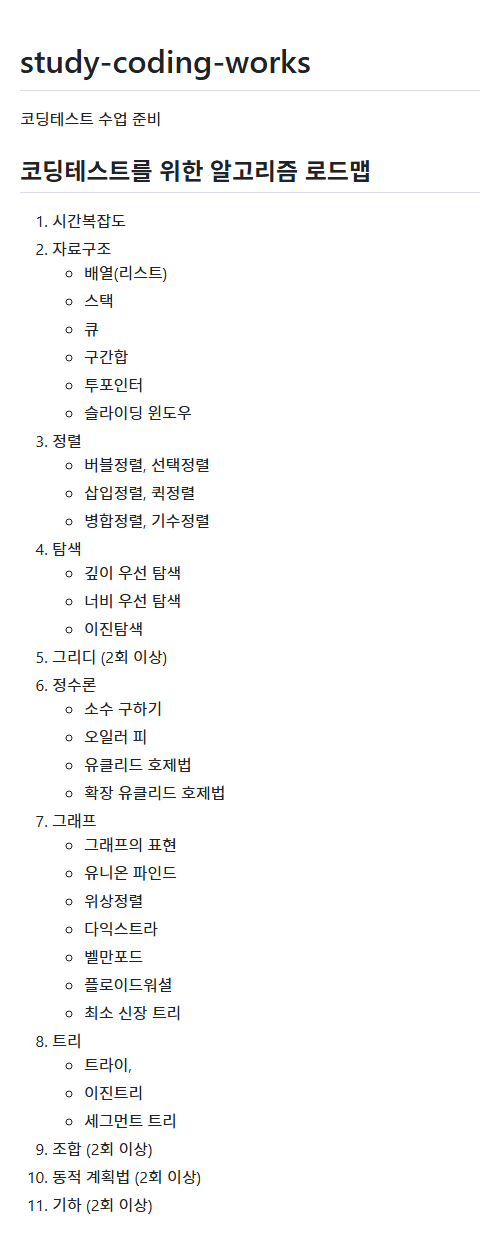 study-coding-works
코딩테스트 수업 준비
코딩테스트를 위한 알고리즘 로드맵
1. 시간복잡도
2. 자료구조
◦ 배열(리스트)
◦ 스택
◦ 큐
◦ 구간합
◦ 투포인터
◦ 슬라이딩 윈도우
3. 정렬
◦ 버블정렬, 선택정렬
◦ 삽입정렬, 퀵정렬
◦ 병합정렬, 기수정렬
4. 탐색
◦ 깊이 우선 탐색
◦ 너비 우선 탐색
◦ 이진탐색
5. 그리디 (2회 이상)
6. 정수론
◦ 소수 구하기
◦ 오일러 피
◦ 유클리드 호제법
◦ 확장 유클리드 호제법
7. 그래프
◦ 그래프의 표현
◦ 유니온 파인드
◦ 위상정렬
◦ 다익스트라
◦ 벨만포드
◦ 플로이드워셜
◦ 최소 신장 트리
8. 트리
◦ 트라이,
◦ 이진트리
◦ 세그먼트 트리
9. 조합 (2회 이상)
10. 동적 계획법 (2회 이상)
11. 기하 (2회 이상)